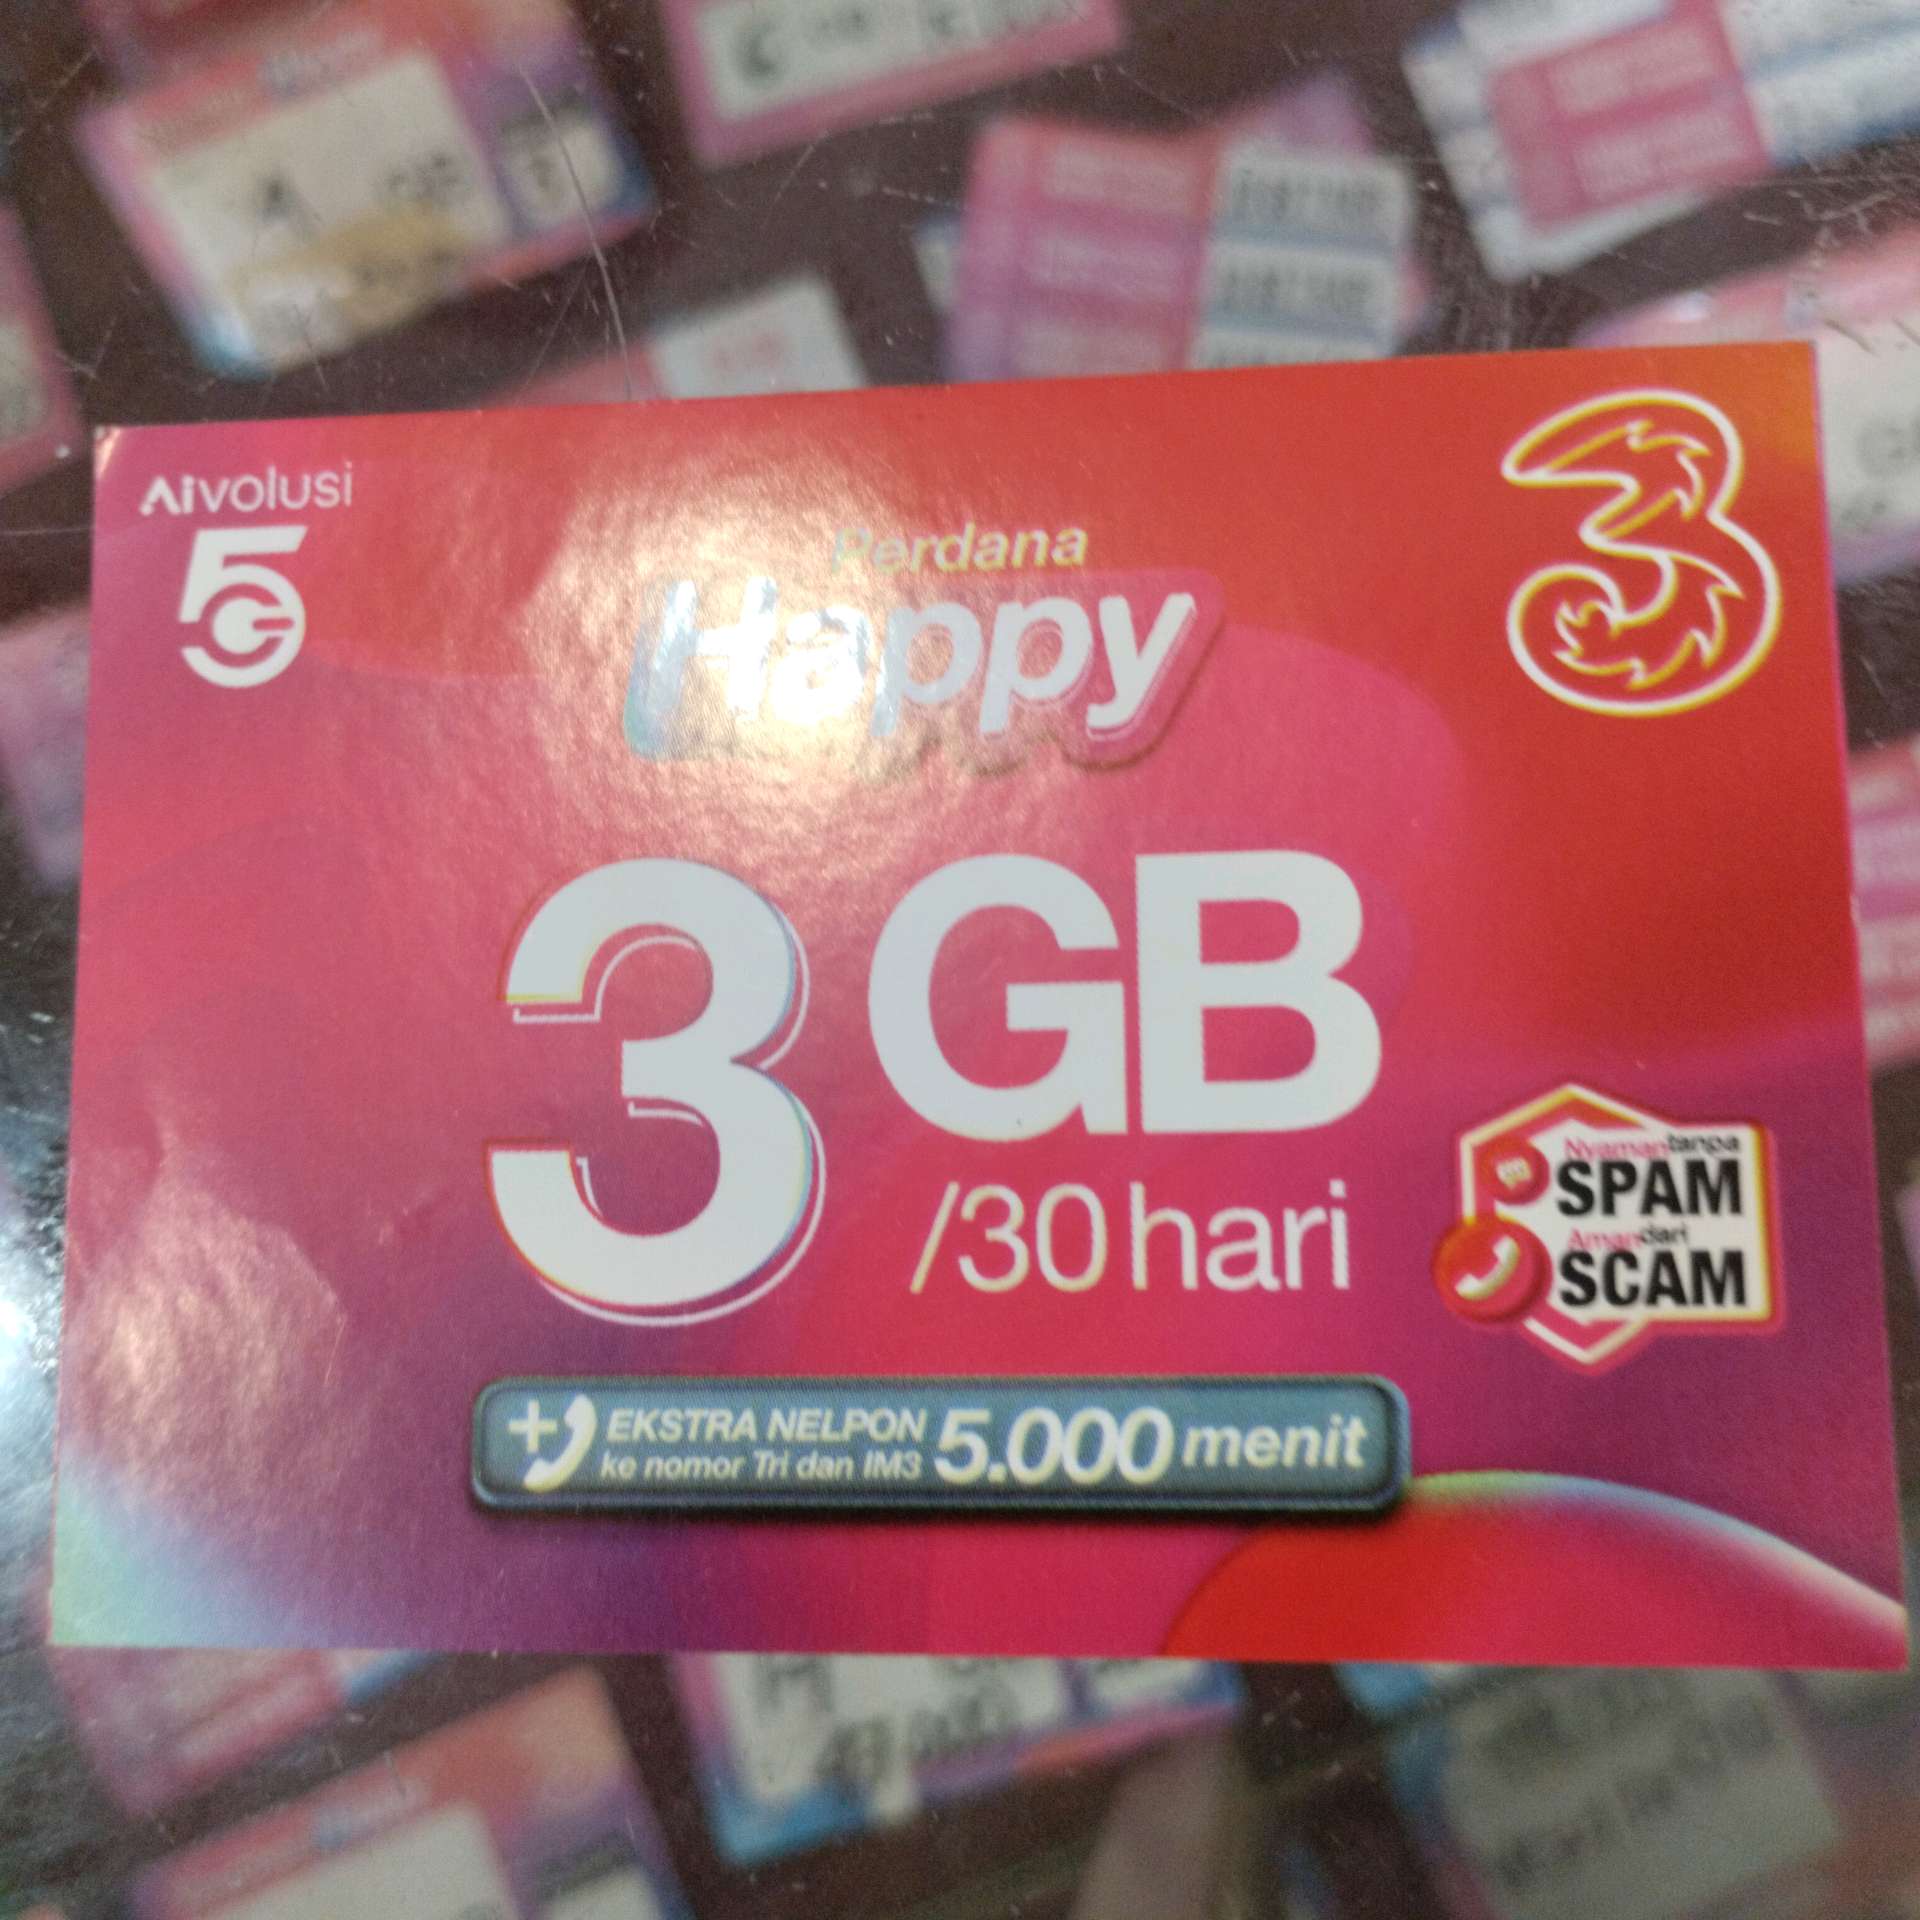 Aivolusi
5G
Perdana
Happy
3
3 GB
/30 hari
Nyaman tanpa
SPAM
Aman dari
SCAM
+ EKSTRA NELPON
ke nomor Tri dan IM3
5.000 menit